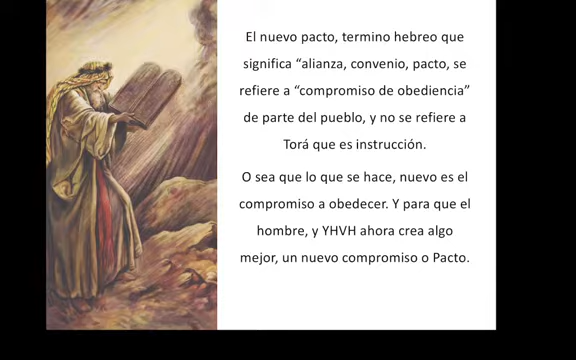 El nuevo pacto, termino hebreo que
significa “alianza, convenio, pacto, se
refiere a “compromiso de obediencia”
de parte del pueblo, y no se refiere a
Torá que es instrucción.
O sea que lo que se hace, nuevo es el
compromiso a obedecer. Y para que el
hombre, y YHVH ahora crea algo
mejor, un nuevo compromiso o Pacto.